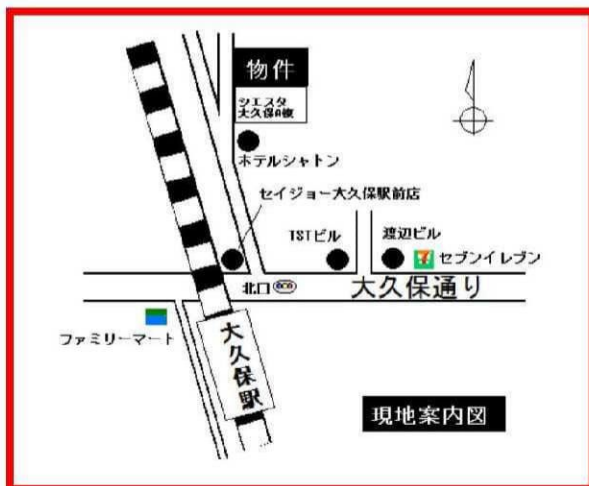 物件
シエスタ
大久保A棟
ホテルシャトン
セイジョー大久保駅前店
TSTビル
渡辺ビル
7
セブンイレブン
北口
大久保通り
ファミリーマート
大久保駅
現地案内図